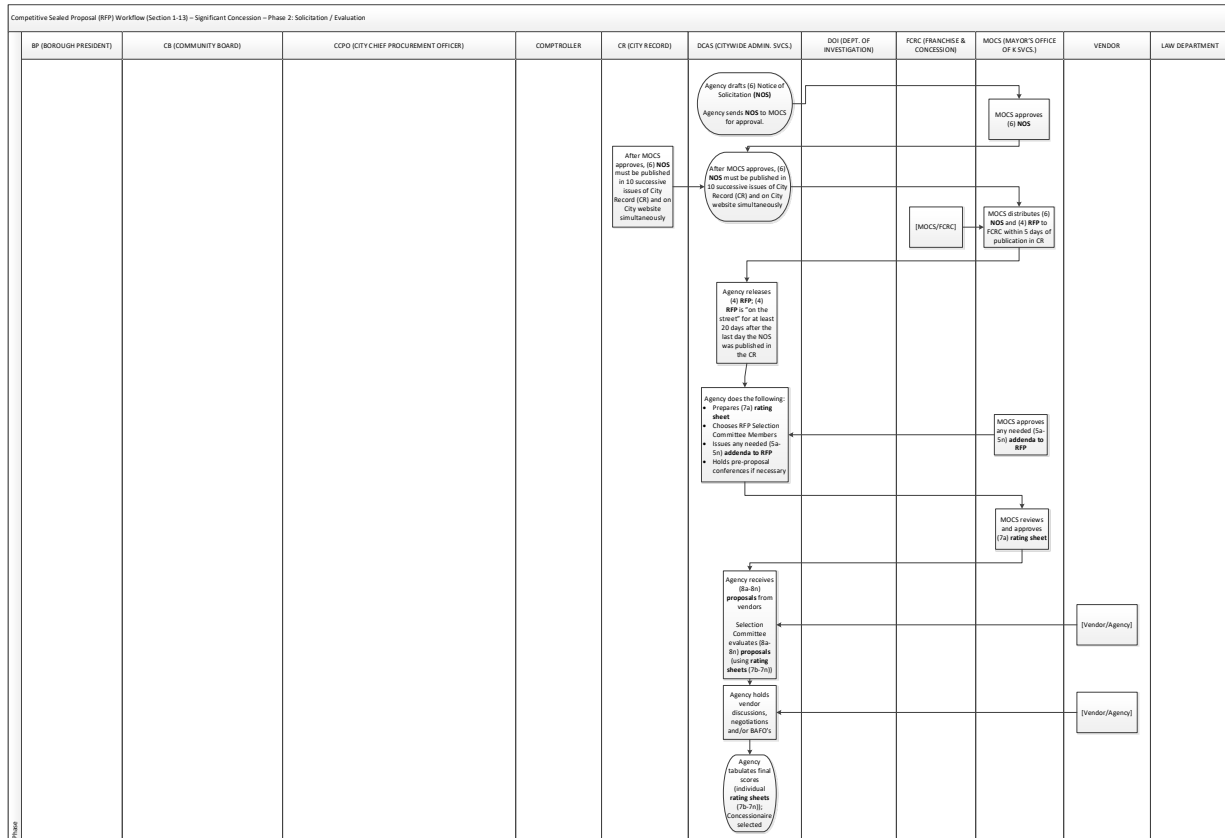 Competitive Sealed Proposal (RFP) Workflow (Section 1-13) – Significant Concession – Phase 2: Solicitation / Evaluation
BP (BOROUGH PRESIDENT)
CB (COMMUNITY BOARD)
CCPO (CITY CHIEF PROCUREMENT OFFICER)
COMPTROLLER
CR (CITY RECORD)
DCAS (CITYWIDE ADMIN. SVCS.)
DOI (DEPT. OF
INVESTIGATION)
FCRC (FRANCHISE &
CONCESSION)
MOCS (MAYOR'S OFFICE
OF K SVCS.)
VENDOR
LAW DEPARTMENT
Agency drafts (6) Notice of
Solicitation (NOS)
Agency sends NOS to MOCS
for approval.
MOCS approves
(6) NOS
After MOCS
approves, (6) NOS
must be published
in 10 successive
issues of City
Record (CR) and on
City website
simultaneously
After MOCS approves, (6)
NOS must be published in
10 successive issues of City
Record (CR) and on City
website simultaneously
[MOCS/FCRC]
MOCS distributes (6)
NOS and (4) RFP to
FCRC within 5 days of
publication in CR
Agency releases
(4) RFP; (4)
RFP is "on the
street" for at least
20 days after the
last day the NOS
was published in
the CR
Agency does the following:
• Prepares (7a) rating
sheet
• Chooses RFP Selection
Committee Members
• Issues any needed (5a-
5n) addenda to RFP
• Holds pre-proposal
conferences if necessary
MOCS approves
any needed (5a-
5n) addenda to
RFP
MOCS reviews
and approves
(7a) rating sheet
Agency receives
(8a-8n)
proposals from
vendors
Selection
Committee
evaluates (8a-
8n) proposals
(using rating
sheets (7b-7n))
[Vendor/Agency]
Agency holds
vendor
discussions,
negotiations
and/or BAFO's
[Vendor/Agency]
Agency
tabulates final
scores
(individual
rating sheets
(7b-7n));
Concessionaire
selected
Phase